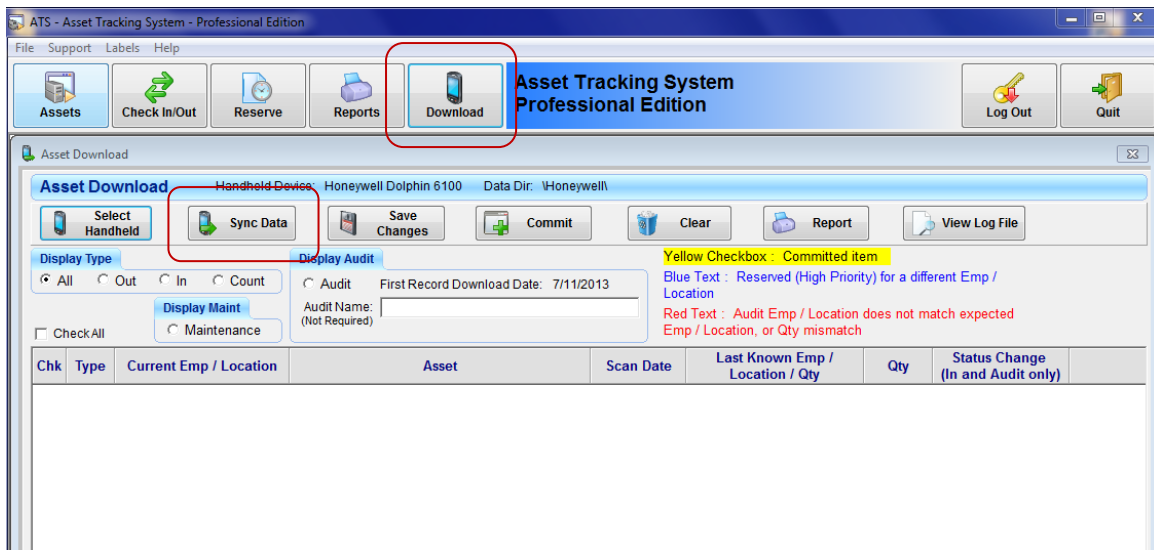 ATS - Asset Tracking System - Professional Edition
File Support Labels Help
Assets
Check In/Out
Reserve
Reports
Download
Asset Tracking System
Professional Edition
Log Out
Quit
Asset Download
Asset Download Handheld Device: Honeywell Dolphin 6100 Data Dir: \Honeywell\
Select
Handheld
Sync Data
Save
Changes
Commit
Clear
Report
View Log File
Display Type
All Out In Count
Display Maint
Maintenance
Check All
Display Audit
Audit First Record Download Date: 7/11/2013
Audit Name:
(Not Required)
Yellow Checkbox : Committed item
Blue Text : Reserved (High Priority) for a different Emp /
Location
Red Text : Audit Emp / Location does not match expected
Emp / Location, or Qty mismatch
Chk
Type
Current Emp / Location
Asset
Scan Date
Last Known Emp /
Location / Qty
Qty
Status Change
(In and Audit only)